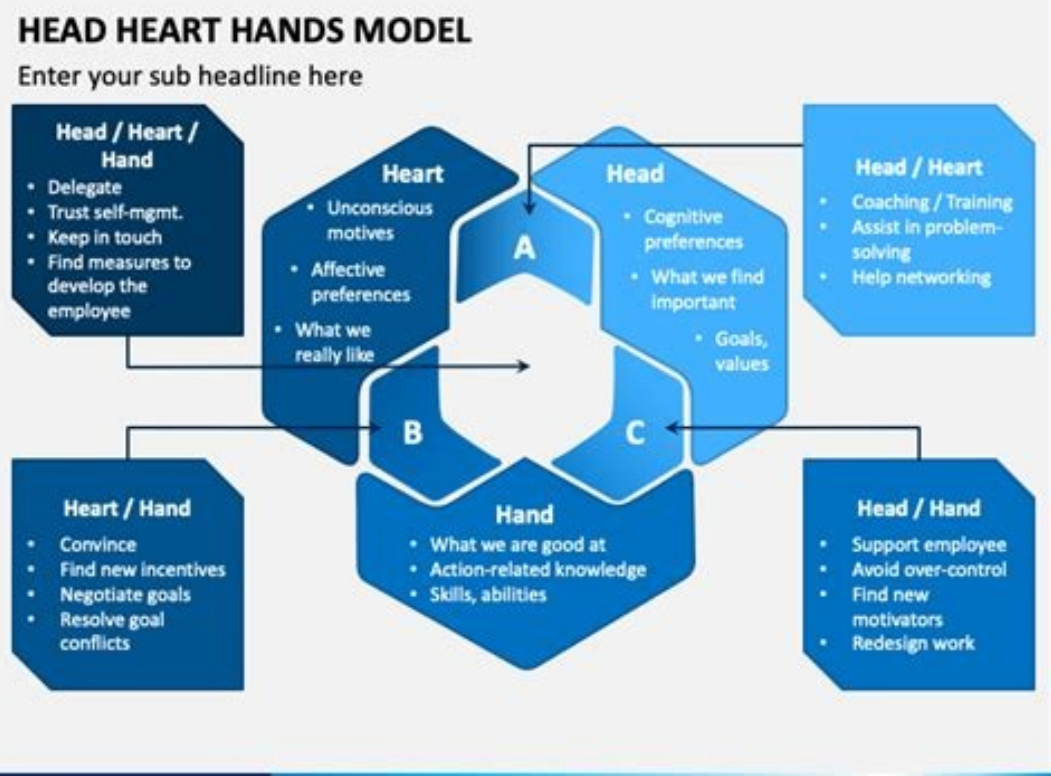 HEAD HEART HANDS MODEL
Enter your sub headline here
Head / Heart /
Hand
• Delegate
• Trust self-mgmt.
• Keep in touch
• Find measures to
develop the
employee
Heart
• Unconscious
motives
• Affective
preferences
• What we
really like
A
Head
• Cognitive
preferences
• What we find
important
• Goals,
values
Head / Heart
• Coaching / Training
• Assist in problem-
solving
• Help networking
B
C
Heart / Hand
• Convince
• Find new incentives
• Negotiate goals
• Resolve goal
conflicts
Hand
• What we are good at
• Action-related knowledge
• Skills, abilities
Head / Hand
• Support employee
• Avoid over-control
• Find new
motivators
• Redesign work